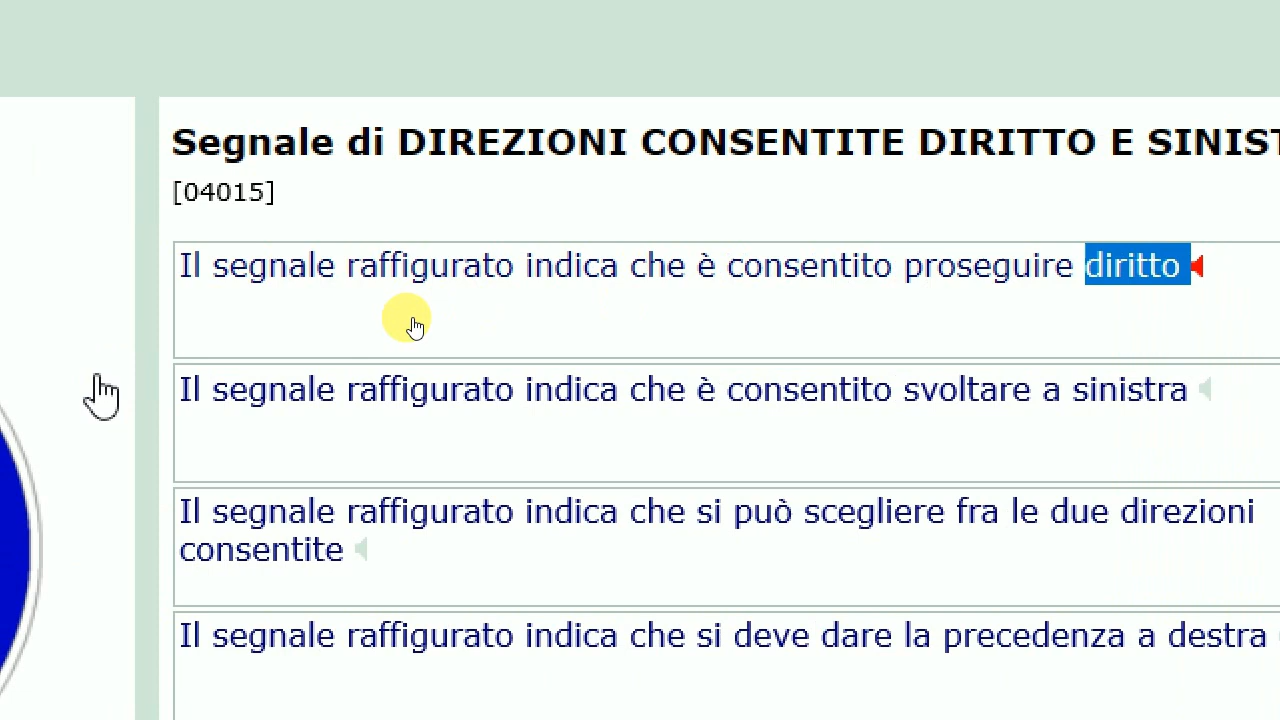 Segnale di DIREZIONI CONSENTITE DIRITTO E SINIST
[04015]
Il segnale raffigurato indica che è consentito proseguire diritto
Il segnale raffigurato indica che è consentito svoltare a sinistra
Il segnale raffigurato indica che si può scegliere fra le due direzioni
consentite
Il segnale raffigurato indica che si deve dare la precedenza a destra